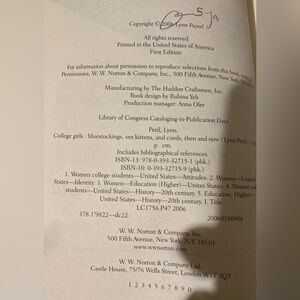 Copyright © 2006 Lynn Peril
All rights reserved
Printed in the United States of America
First Edition
For information about permission to reproduce selections from this book, write to
Permissions, W. W. Norton & Company, Inc., 500 Fifth Avenue, New York, NY
Manufacturing by The Haddon Craftsmen, Inc.
Book design by Rubina Yeh
Production manager: Anna Oler
Library of Congress Cataloging-in-Publication Data
Peril, Lynn.
College girls : bluestockings, sex kittens, and coeds, then and now / Lynn Peril.
p. cm.
Includes bibliographical references.
ISBN-13: 978-0-393-32715-1 (pbk.)
ISBN-10: 0-393-32715-9 (pbk.)
1. Women college students—United States—Attitudes. 2. Women—United
States—Identity. 3. Women—Education (Higher)—United States. 4. Women college
students—United States—History—20th century. 5. Education, Higher—
United States—History—20th century. I. Title.
LC1756.P47 2006
378.1'9822—dc22 2006018890
W. W. Norton & Company, Inc.
500 Fifth Avenue, New York, N.Y. 10110
www.wwnorton.com
W. W. Norton & Company Ltd.
Castle House, 75/76 Wells Street, London W1T 3QT
1 2 3 4 5 6 7 8 9 0